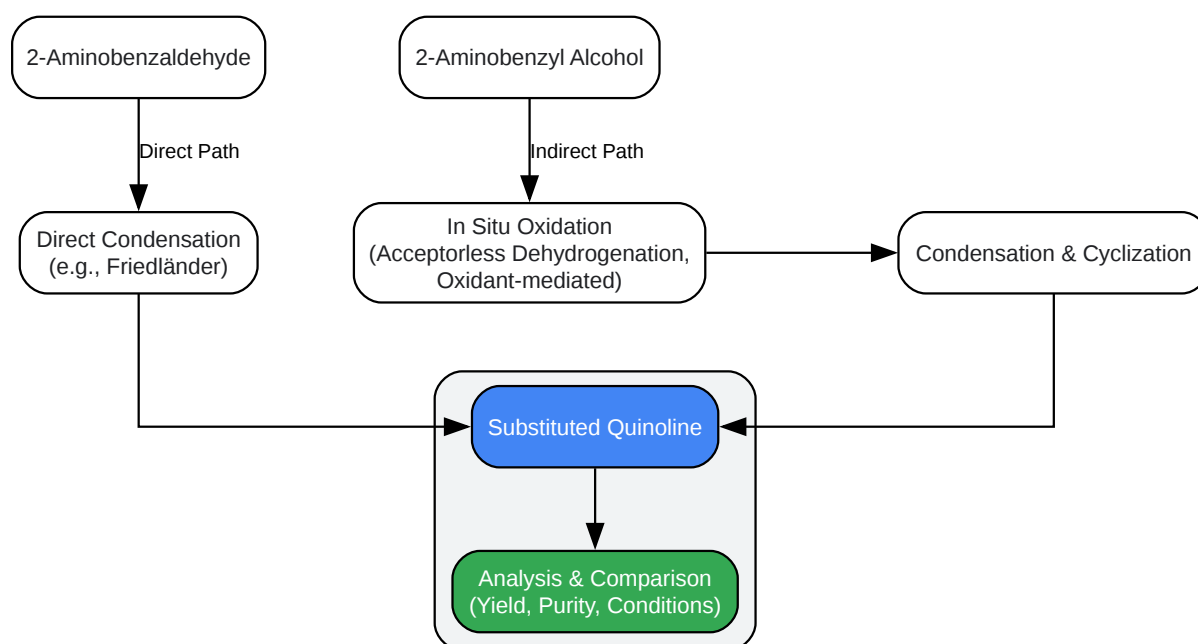 2-Aminobenzaldehyde
2-Aminobenzyl Alcohol
Direct Path
Indirect Path
Direct Condensation
(e.g., Friedländer)
In Situ Oxidation
(Acceptorless Dehydrogenation,
Oxidant-mediated)
Condensation & Cyclization
Substituted Quinoline
Analysis & Comparison
(Yield, Purity, Conditions)